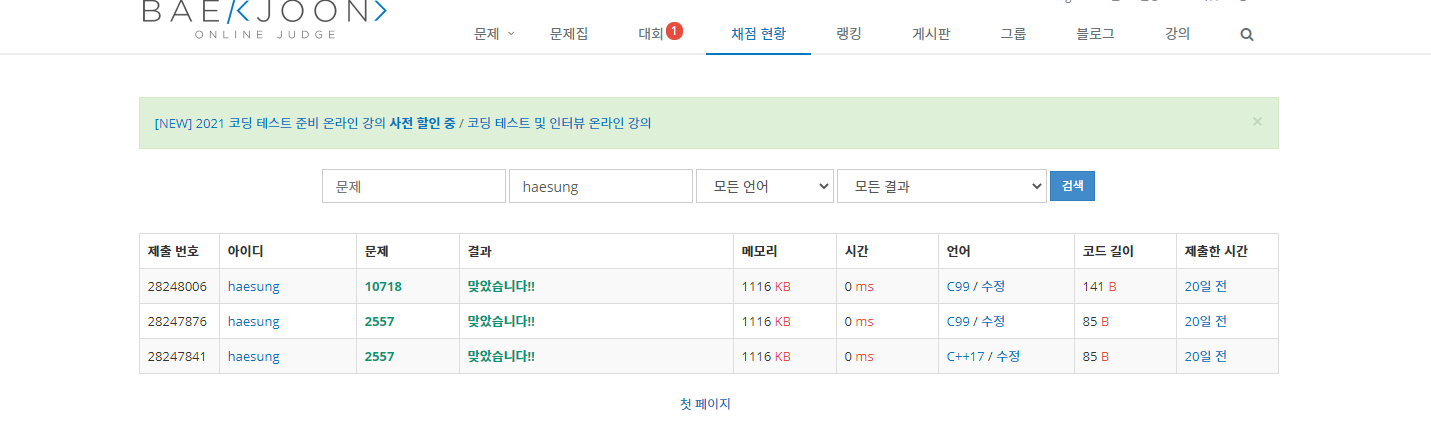 BAEKJOON>
ONLINE JUDGE
문제 문제집 대회 1 채점 현황 랭킹 게시판 그룹 블로그 강의
[NEW] 2021 코딩 테스트 준비 온라인 강의 사전 할인 중 / 코딩 테스트 및 인터뷰 온라인 강의 ×
문제 haesung 모든 언어 모든 결과 검색
제출 번호 아이디 문제 결과 메모리 시간 언어 코드 길이 제출한 시간
28248006 haesung 10718 맞았습니다!! 1116 KB 0 ms C99 / 수정 141 B 20일 전
28247876 haesung 2557 맞았습니다!! 1116 KB 0 ms C99 / 수정 85 B 20일 전
28247841 haesung 2557 맞았습니다!! 1116 KB 0 ms C++17 / 수정 85 B 20일 전
첫 페이지